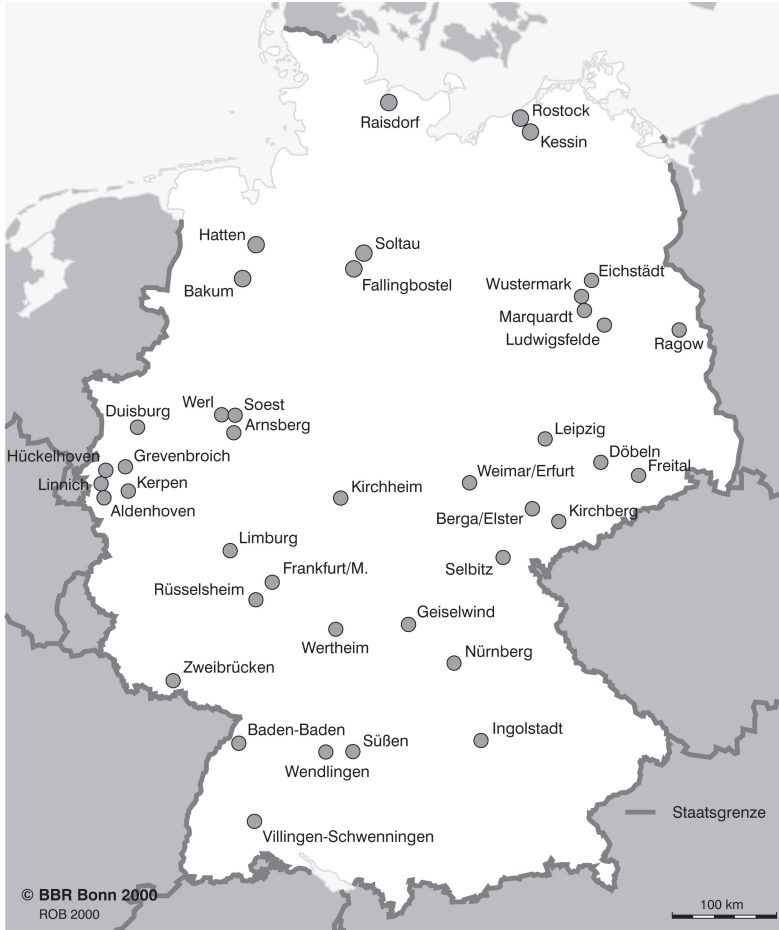 Rostock
Raisdorf
Kessin
Hatten
Soltau
Eichstädt
Wustermark
Fallingbostel
Bakum
Marquardt
Ludwigsfelde
Ragow
Werl
Soest
Duisburg
Arnsberg
Leipzig
Döbeln
Hückelhoven
Grevenbroich
Freital
Weimar/Erfurt
Linnich
Kerpen
Kirchheim
Aldenhoven
Kirchberg
Berga/Elster
Limburg
Frankfurt/M.
Selbitz
Rüsselsheim
Geiselwind
Wertheim
Nürnberg
Zweibrücken
Baden-Baden
Ingolstadt
Süßen
Wendlingen
Staatsgrenze
Villingen-Schwenningen
© BBR Bonn 2000
100 km
ROB 2000